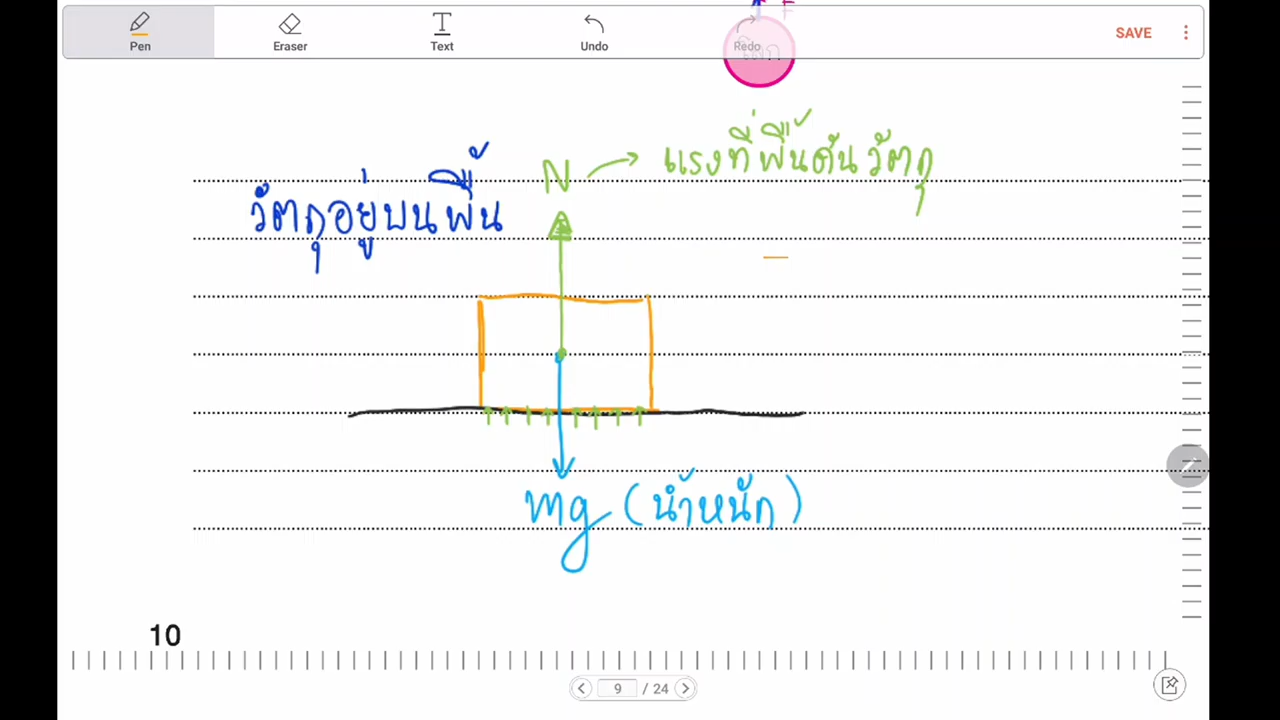 Pen
Eraser
Text
Undo
Redo
SAVE
F
วัตถุอยู่บนพื้น
N
แรงที่พื้นดันวัตถุ
mg (น้ำหนัก)
10
9 / 24